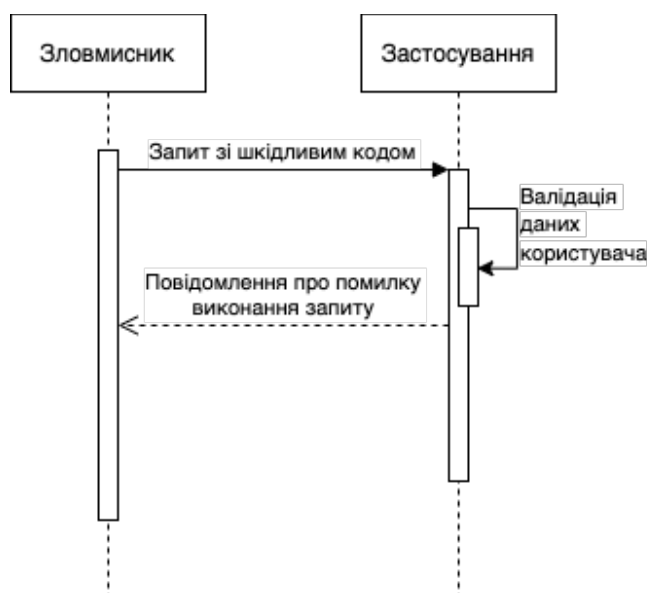 Зловмисник
Застосування
Запит зі шкідливим кодом
Валідація
даних
користувача
Повідомлення про помилку
виконання запиту